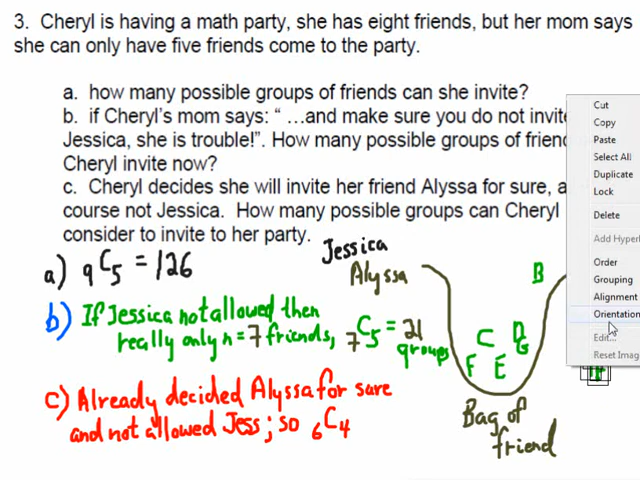 3. Cheryl is having a math party, she has eight friends, but her mom says
she can only have five friends come to the party.
a. how many possible groups of friends can she invite?
b. if Cheryl's mom says: “ …and make sure you do not invite
Jessica, she is trouble!”. How many possible groups of
Cheryl invite now?
c. Cheryl decides she will invite her friend Alyssa for sure,
course not Jessica. How many possible groups can Cheryl
consider to invite to her party.
Cut
Copy
Paste
Select All
Duplicate
Lock
Delete
Order
Grouping
Alignment
Orientation
Edit...
a) 9C5 = 126
Jessica
Alyssa
b) If Jessica not allowed then
really only n=7 friends, 7C5 = 21
groups
c) Already decided Alyssa for sure
and not allowed Jess; so 6C4
B
C D
G
F E
Bag of
friend